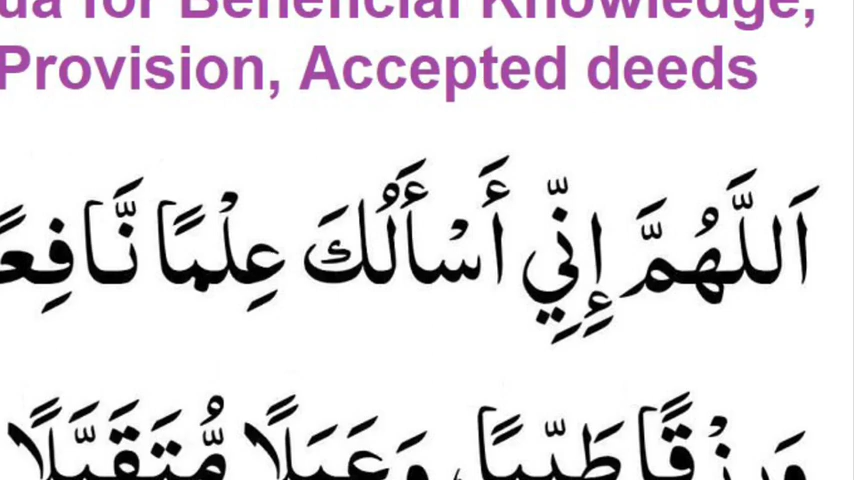 ua for Beneficial Knowledge,
Provision, Accepted deeds
اَللَّهُمَّ إِنِّي أَسْأَلُكَ عِلْمًا نَّافِعًا
وَرِزْقًا طَيِّبًا، وَعَمَلًا مُّتَقَبَّلًا